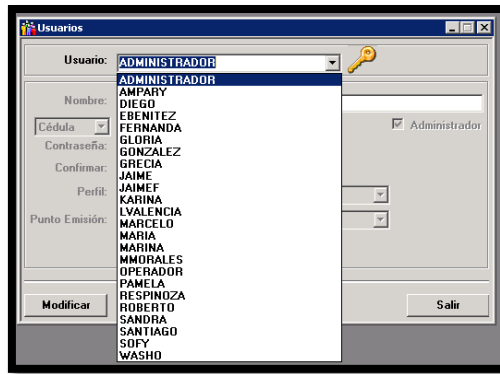 Usuarios
Usuario: ADMINISTRADOR
ADMINISTRADOR
AMPARY
DIEGO
EBENITEZ
FERNANDA
GLORIA
GONZALEZ
GRECIA
JAIME
JAIMEF
KARINA
LVALENCIA
MARCELO
MARIA
MARINA
MMORALES
OPERADOR
PAMELA
RESPINOZA
ROBERTO
SANDRA
SANTIAGO
SOFY
WASHO
Nombre:
Cédula
Administrador
Contraseña:
Confirmar:
Perfil:
Punto Emisión:
Modificar
Salir